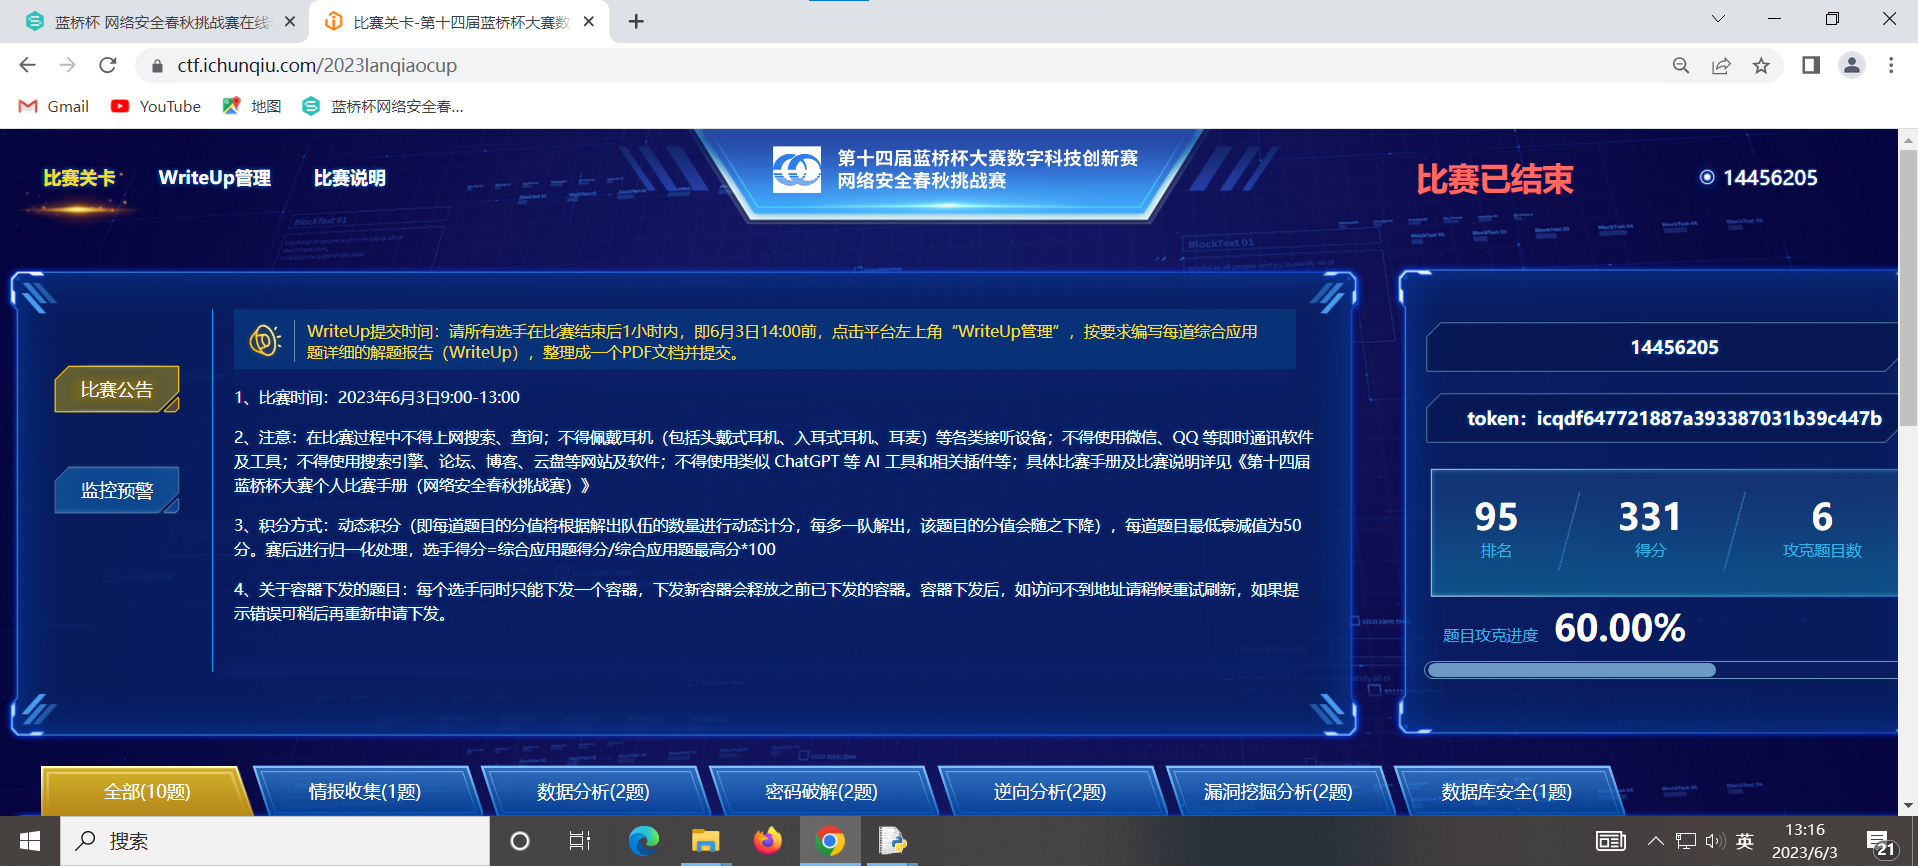 蓝桥杯 网络安全春秋挑战赛在线
比赛关卡-第十四届蓝桥杯大赛数
ctf.ichunqiu.com/2023lanqiaocup
Gmail
YouTube
地图
蓝桥杯网络安全春...
比赛关卡
WriteUp管理
比赛说明
第十四届蓝桥杯大赛数字科技创新赛
网络安全春秋挑战赛
比赛已结束
14456205
比赛公告
监控预警
WriteUp提交时间：请所有选手在比赛结束后1小时内，即6月3日14:00前，点击平台左上角“WriteUp管理”，按要求编写每道综合应用
题详细的解题报告（WriteUp），整理成一个PDF文档并提交。
1、比赛时间：2023年6月3日9:00-13:00
2、注意：在比赛过程中不得上网搜索、查询；不得佩戴耳机（包括头戴式耳机、入耳式耳机、耳麦）等各类接听设备；不得使用微信、QQ 等即时通讯软件
及工具；不得使用搜索引擎、论坛、博客、云盘等网站及软件；不得使用类似 ChatGPT 等 AI 工具和相关插件等；具体比赛手册及比赛说明详见《第十四届
蓝桥杯大赛个人比赛手册（网络安全春秋挑战赛）》
3、积分方式：动态积分（即每道题目的分值将根据解出队伍的数量进行动态计分，每多一队解出，该题目的分值会随之下降），每道题目最低衰减值为50
分。赛后进行归一化处理，选手得分=综合应用题得分/综合应用题最高分*100
4、关于容器下发的题目：每个选手同时只能下发一个容器，下发新容器会释放之前已下发的容器。容器下发后，如访问不到地址请稍候重试刷新，如果提
示错误可稍后再重新申请下发。
14456205
token：icqdf647721887a393387031b39c447b
95
排名
331
得分
6
攻克题目数
题目攻克进度
60.00%
全部(10题)
情报收集(1题)
数据分析(2题)
密码破解(2题)
逆向分析(2题)
漏洞挖掘分析(2题)
数据库安全(1题)
BlockText 01
BlockText 01
搜索
英
13:16
2023/6/3
21